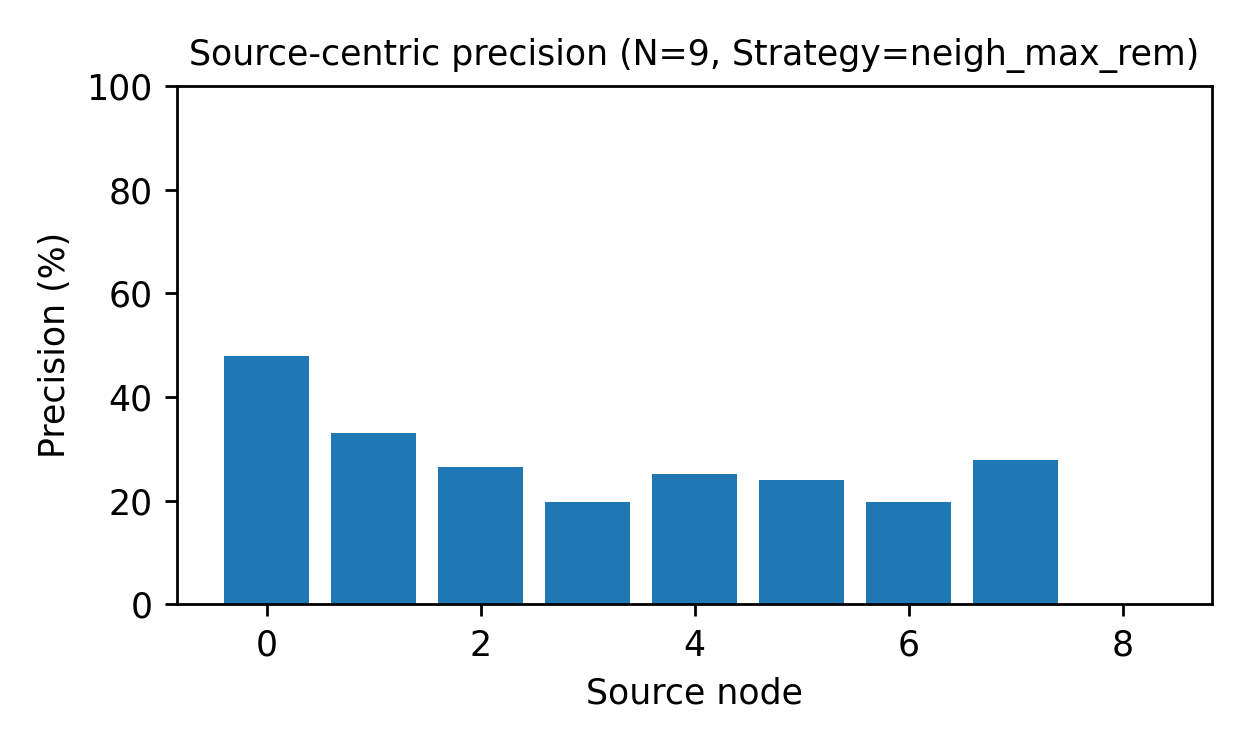 Source-centric precision (N=9, Strategy=neigh_max_rem)
100
80
60
40
20
0
Precision (%)
0 2 4 6 8
Source node